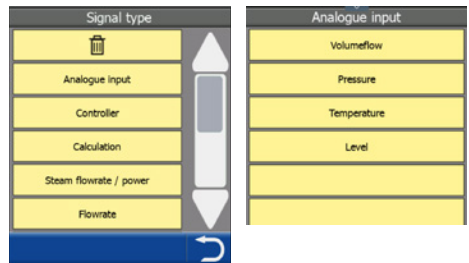 Signal type
Analogue input
Controller
Calculation
Steam flowrate / power
Flowrate
Analogue input
Volumeflow
Pressure
Temperature
Level